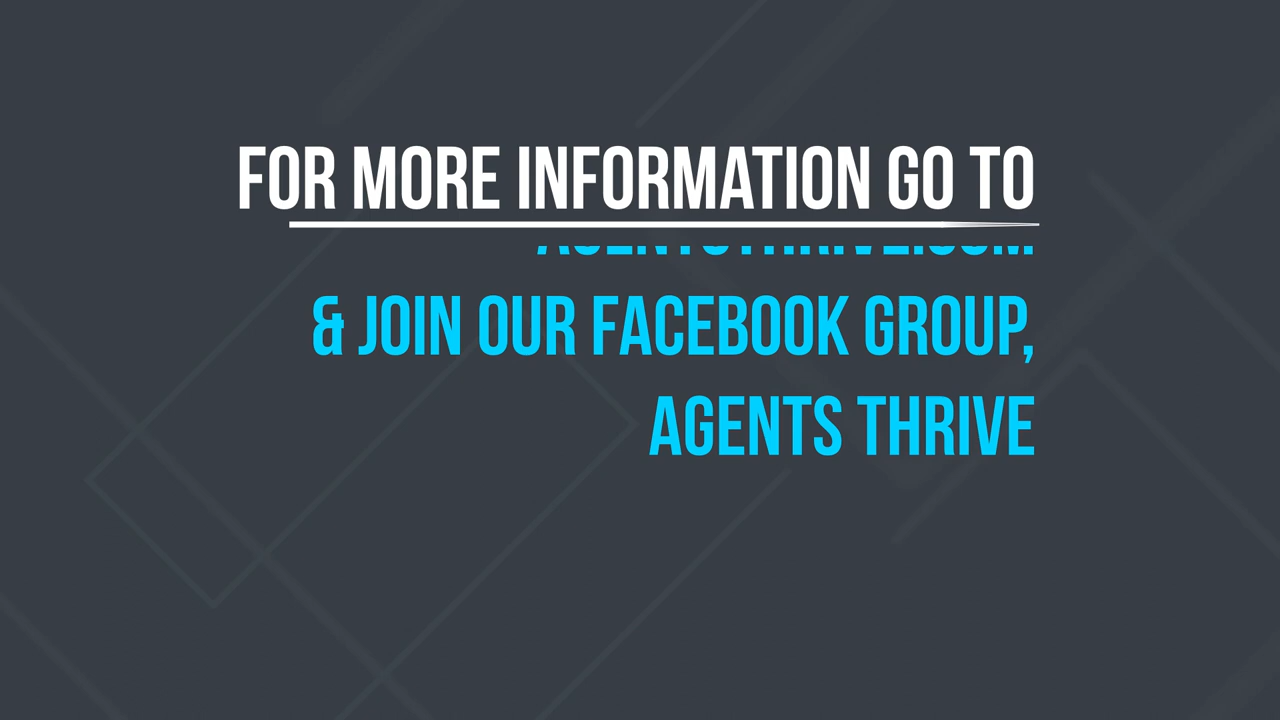 FOR MORE INFORMATION GO TO
& JOIN OUR FACEBOOK GROUP,
AGENTS THRIVE